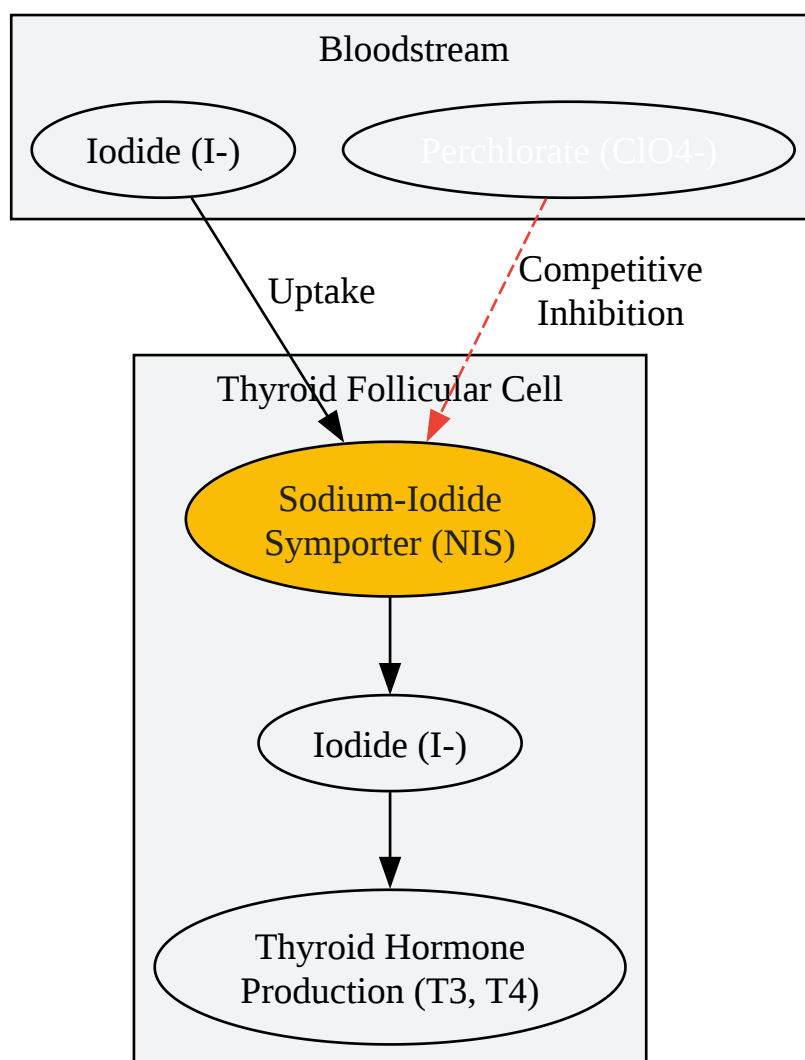 Bloodstream
Iodide (I-)
Perchlorate (ClO4-)
Uptake
Competitive
Inhibition
Thyroid Follicular Cell
Sodium-Iodide
Symporter (NIS)
Iodide (I-)
Thyroid Hormone
Production (T3, T4)